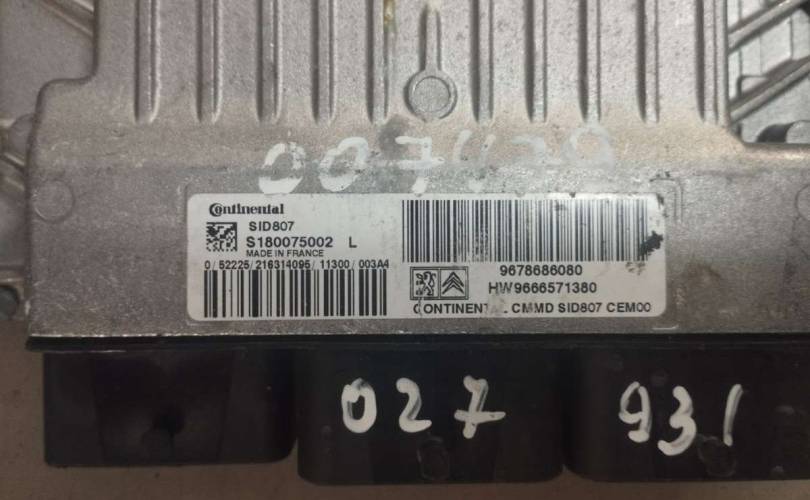 007420
Continental
SID807
S180075002 L
MADE IN FRANCE
0/52225/216314095/11300/003A4
9678686080
HW9666571380
CONTINENTAL CMMD SID807 CEM00
027 931